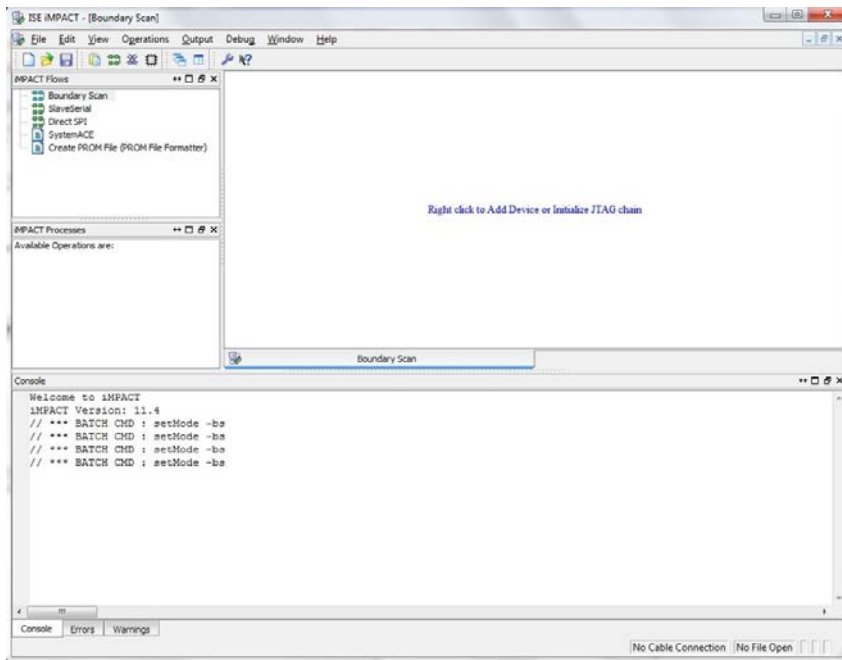 ISE iMPACT - [Boundary Scan]
File Edit View Operations Output Debug Window Help
iMPACT Flows
Boundary Scan
SlaveSerial
Direct SPI
SystemACE
Create PROM File (PROM File Formatter)
Right click to Add Device or Initialize JTAG chain
iMPACT Processes
Available Operations are:
Boundary Scan
Console
Welcome to iMPACT
iMPACT Version: 11.4
// *** BATCH CMD : setMode -bs
// *** BATCH CMD : setMode -bs
// *** BATCH CMD : setMode -bs
// *** BATCH CMD : setMode -bs
Console Errors Warnings
No Cable Connection No File Open